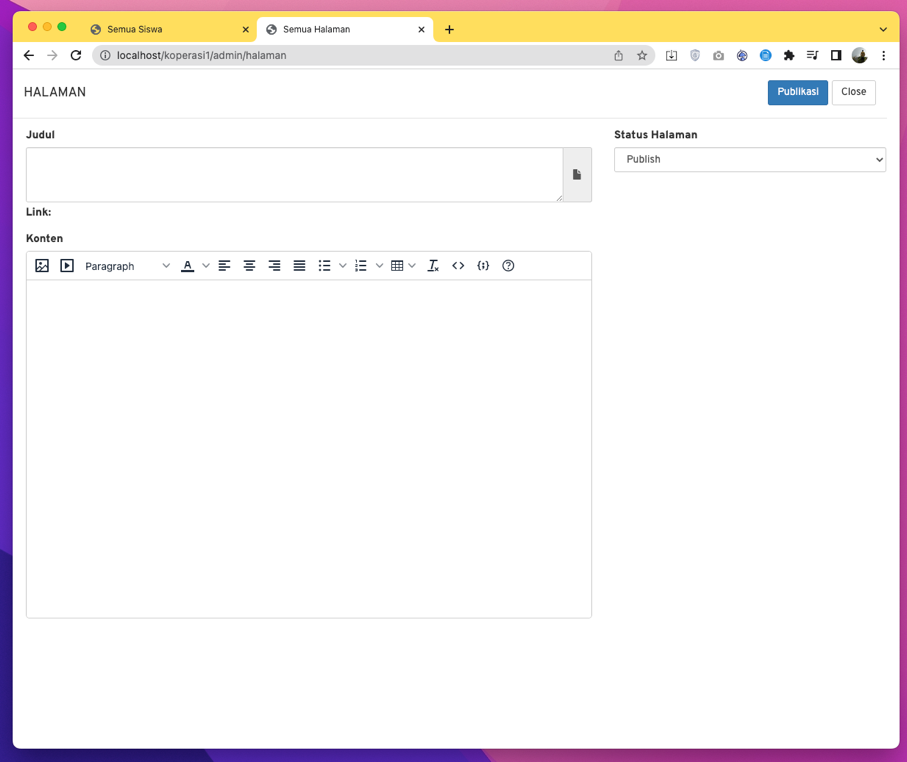 Semua Siswa
Semua Halaman
localhost/koperasi1/admin/halaman
HALAMAN
Publikasi
Close
Judul
Status Halaman
Publish
Link:
Konten
Paragraph